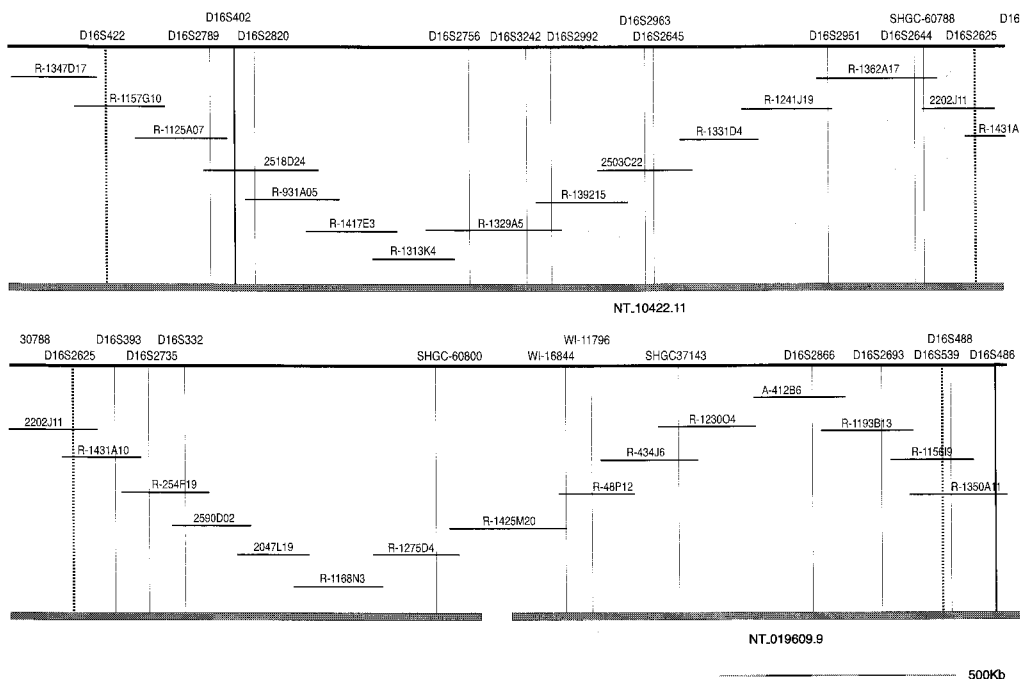 D16S402 D16S2963 SHGC-60788 D16
D16S422 D16S2789 D16S2820 D16S2756 D16S3242 D16S2992 D16S2645 D16S2951 D16S2644 D16S2625
R-1347D17 R-1362A17
R-1157G10 R-1241J19 2202J11
R-1125A07 R-1331D4 R-1431A
2518D24 2503C22
R-931A05 R-139215
R-1417E3 R-1329A5
R-1313K4
NT_10422.11
30788 D16S393 D16S332 WI-11796 D16S488
D16S2625 D16S2735 SHGC-60800 WI-16844 SHGC37143 D16S2866 D16S2693 D16S539 D16S486
A-412B6
2202J11 R-1230O4 R-1193B13
R-1431A10 R-434J6 R-1156I9
R-254F19 R-48P12 R-1350A11
2590D02 R-1425M20
2047L19 R-1275D4
R-1168N3
NT_019609.9
500Kb